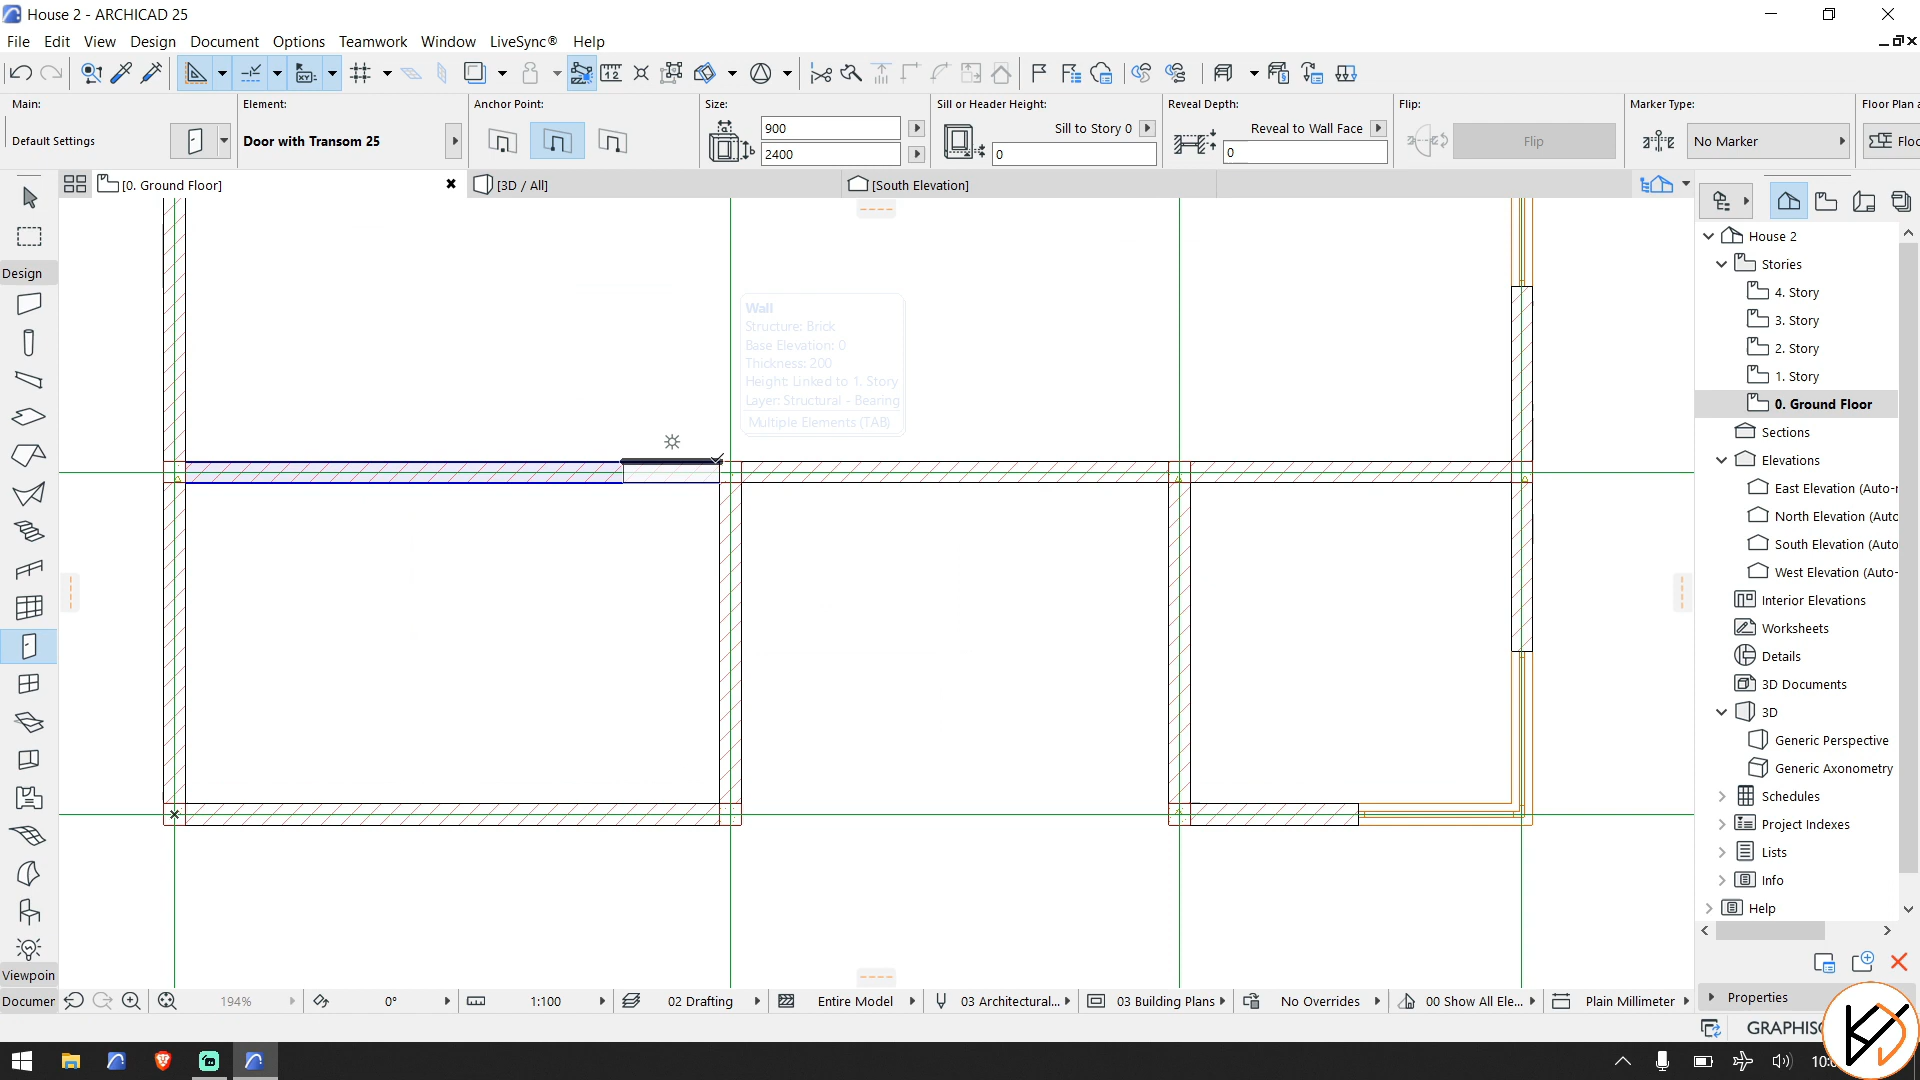 House 2 - ARCHICAD 25
File Edit View Design Document Options Teamwork Window LiveSync® Help
Main: Element: Anchor Point: Size: Sill or Header Height: Reveal Depth: Flip: Marker Type: Floor Plan a
Default Settings Door with Transom 25 900 2400 Sill to Story 0 0 Reveal to Wall Face 0 Flip No Marker Floo
[0. Ground Floor] [3D / All] [South Elevation]
Design
Viewpoin
Documer
Wall
Structure: Brick
Base Elevation: 0
Thickness: 200
Height: Linked to 1. Story
Layer: Structural - Bearing
Multiple Elements (TAB)
House 2
Stories
4. Story
3. Story
2. Story
1. Story
0. Ground Floor
Sections
Elevations
East Elevation (Auto-r
North Elevation (Auto
South Elevation (Auto
West Elevation (Auto-
Interior Elevations
Worksheets
Details
3D Documents
3D
Generic Perspective
Generic Axonometry
Schedules
Project Indexes
Lists
Info
Help
Properties
194% 0° 1:100 02 Drafting Entire Model 03 Architectural... 03 Building Plans No Overrides 00 Show All Ele... Plain Millimeter
GRAPHIS